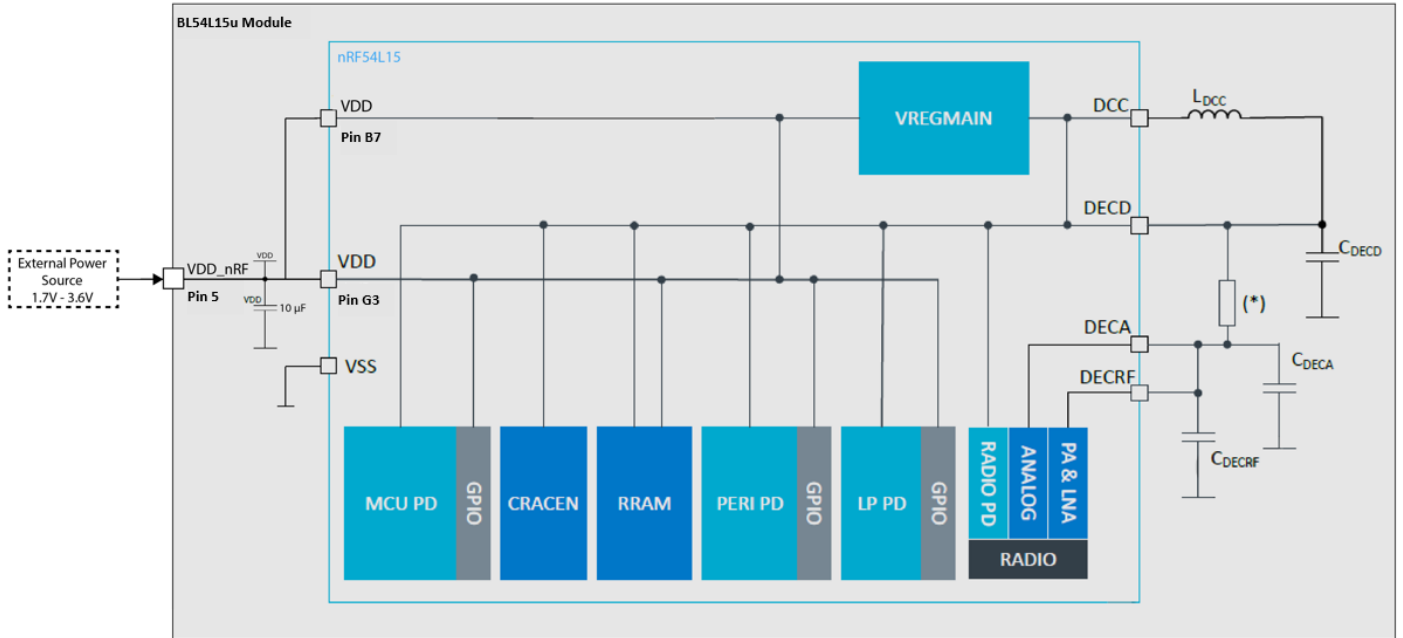 BL54L15u Module
nRF54L15
VDD
Pin B7
VREGMAIN
DCC
LDCC
DECD
CDECD
External Power
Source
1.7V - 3.6V
VDD_nRF
Pin 5
VDD
VDD
10 µF
VDD
Pin G3
(*)
DECA
CDECA
VSS
DECRF
CDECRF
MCU PD
GPIO
CRACEN
RRAM
PERI PD
GPIO
LP PD
GPIO
RADIO PD
ANALOG
PA & LNA
RADIO